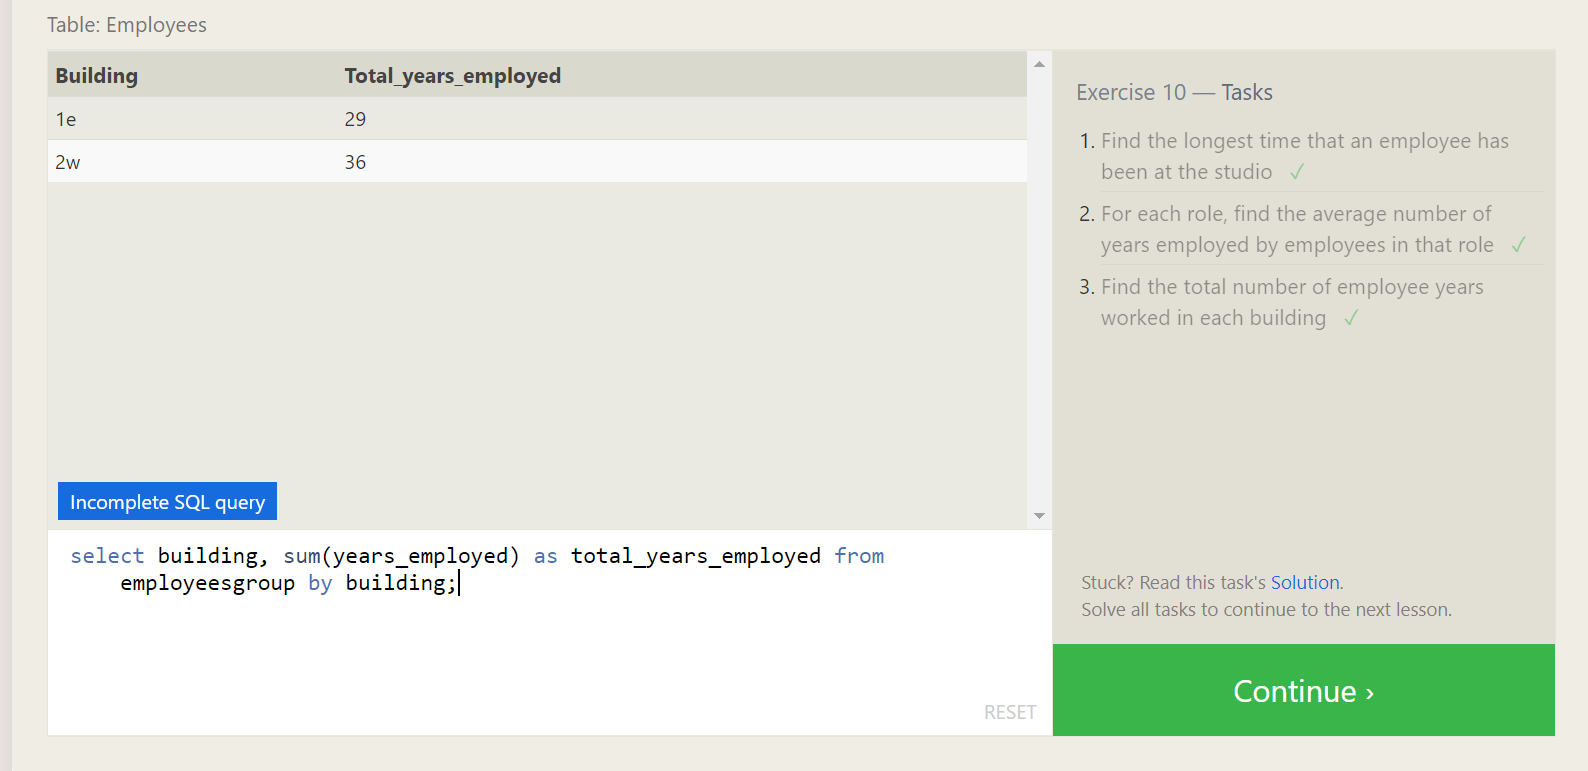 Table: Employees
Building Total_years_employed
1e 29
2w 36
Incomplete SQL query
select building, sum(years_employed) as total_years_employed from
employeesgroup by building;
RESET
Exercise 10 — Tasks
1. Find the longest time that an employee has
been at the studio ✓
2. For each role, find the average number of
years employed by employees in that role ✓
3. Find the total number of employee years
worked in each building ✓
Stuck? Read this task's Solution.
Solve all tasks to continue to the next lesson.
Continue ›